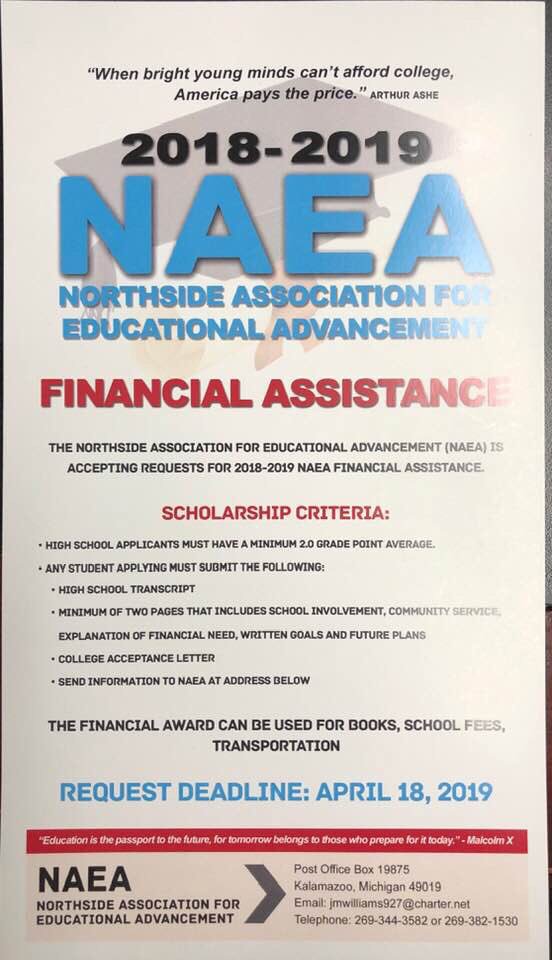 “When bright young minds can’t afford college,
America pays the price.” ARTHUR ASHE
2018-2019
NAEA
NORTHSIDE ASSOCIATION FOR
EDUCATIONAL ADVANCEMENT
FINANCIAL ASSISTANCE
THE NORTHSIDE ASSOCIATION FOR EDUCATIONAL ADVANCEMENT (NAEA) IS
ACCEPTING REQUESTS FOR 2018-2019 NAEA FINANCIAL ASSISTANCE.
SCHOLARSHIP CRITERIA:
• HIGH SCHOOL APPLICANTS MUST HAVE A MINIMUM 2.0 GRADE POINT AVERAGE.
• ANY STUDENT APPLYING MUST SUBMIT THE FOLLOWING:
• HIGH SCHOOL TRANSCRIPT
• MINIMUM OF TWO PAGES THAT INCLUDES SCHOOL INVOLVEMENT, COMMUNITY SERVICE,
EXPLANATION OF FINANCIAL NEED, WRITTEN GOALS AND FUTURE PLANS
• COLLEGE ACCEPTANCE LETTER
• SEND INFORMATION TO NAEA AT ADDRESS BELOW
THE FINANCIAL AWARD CAN BE USED FOR BOOKS, SCHOOL FEES,
TRANSPORTATION
REQUEST DEADLINE: APRIL 18, 2019
"Education is the passport to the future, for tomorrow belongs to those who prepare for it today." - Malcolm X
NAEA
NORTHSIDE ASSOCIATION FOR
EDUCATIONAL ADVANCEMENT
Post Office Box 19875
Kalamazoo, Michigan 49019
Email: jmwilliams927@charter.net
Telephone: 269-344-3582 or 269-382-1530